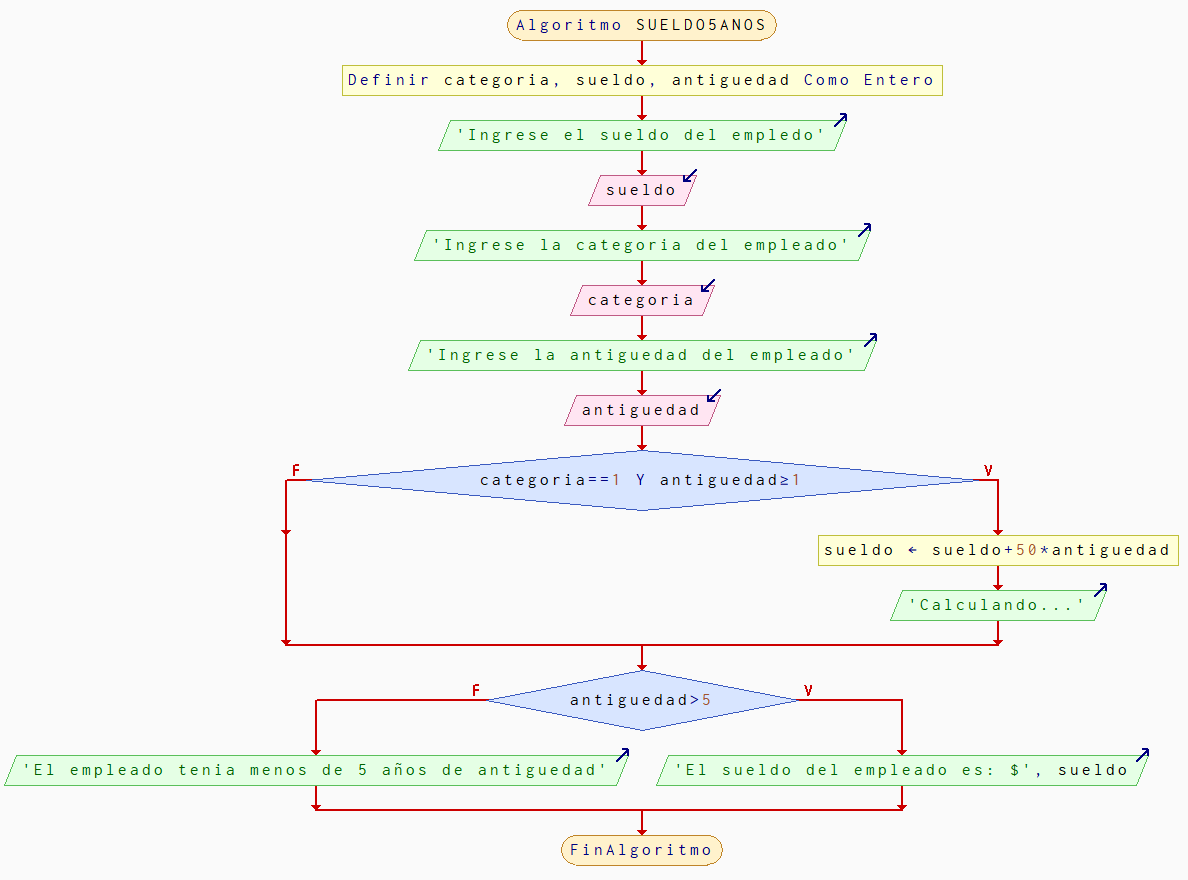 Algoritmo SUELDO5ANOS
Definir categoria, sueldo, antiguedad Como Entero
'Ingrese el sueldo del empledo'
sueldo
'Ingrese la categoria del empleado'
categoria
'Ingrese la antiguedad del empleado'
antiguedad
F
V
categoria==1 Y antiguedad≥1
sueldo ← sueldo+50*antiguedad
'Calculando...'
F
V
antiguedad>5
'El empleado tenia menos de 5 años de antiguedad'
'El sueldo del empleado es: $', sueldo
FinAlgoritmo